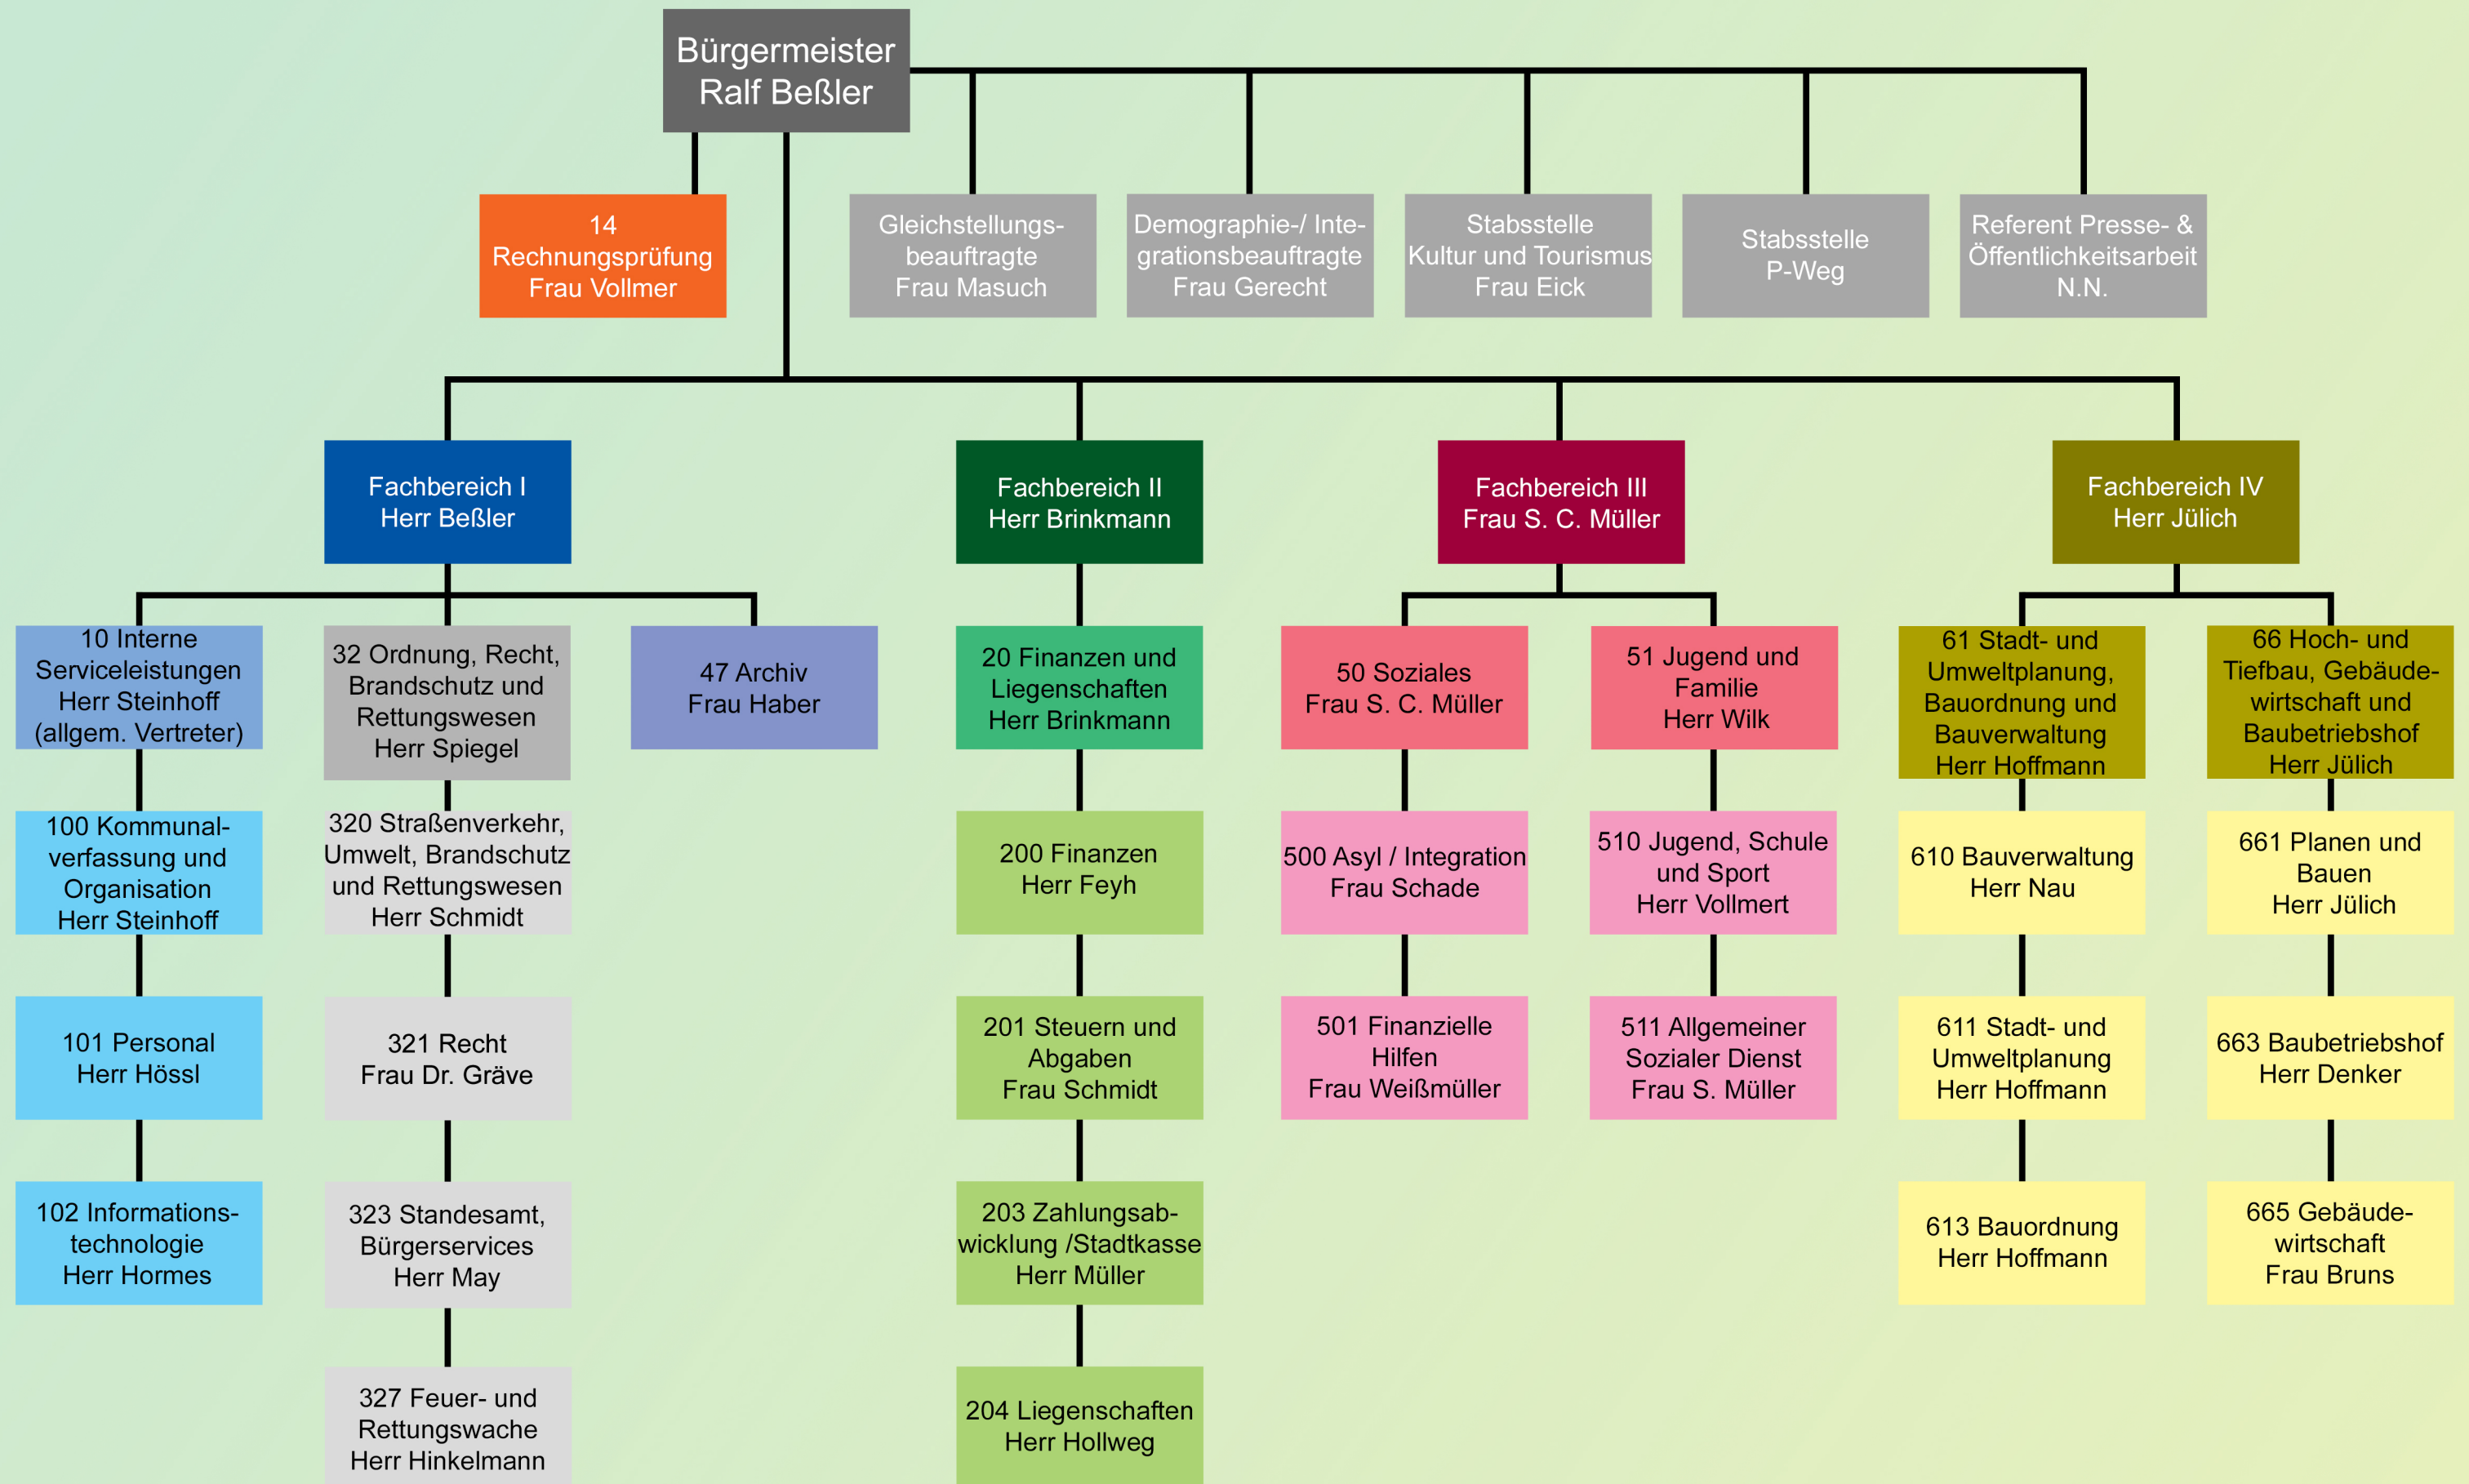 Bürgermeister
Ralf Beßler
14
Rechnungsprüfung
Frau Vollmer
Gleichstellungs-
beauftragte
Frau Masuch
Demographie-/ Inte-
grationsbeauftragte
Frau Gerecht
Stabsstelle
Kultur und Tourismus
Frau Eick
Stabsstelle
P-Weg
Referent Presse- &
Öffentlichkeitsarbeit
N.N.
Fachbereich I
Herr Beßler
Fachbereich II
Herr Brinkmann
Fachbereich III
Frau S. C. Müller
Fachbereich IV
Herr Jülich
10 Interne
Serviceleistungen
Herr Steinhoff
(allgem. Vertreter)
32 Ordnung, Recht,
Brandschutz und
Rettungswesen
Herr Spiegel
47 Archiv
Frau Haber
20 Finanzen und
Liegenschaften
Herr Brinkmann
50 Soziales
Frau S. C. Müller
51 Jugend und
Familie
Herr Wilk
61 Stadt- und
Umweltplanung,
Bauordnung und
Bauverwaltung
Herr Hoffmann
66 Hoch- und
Tiefbau, Gebäude-
wirtschaft und
Baubetriebshof
Herr Jülich
100 Kommunal-
verfassung und
Organisation
Herr Steinhoff
320 Straßenverkehr,
Umwelt, Brandschutz
und Rettungswesen
Herr Schmidt
200 Finanzen
Herr Feyh
500 Asyl / Integration
Frau Schade
510 Jugend, Schule
und Sport
Herr Vollmert
610 Bauverwaltung
Herr Nau
661 Planen und
Bauen
Herr Jülich
101 Personal
Herr Hössl
321 Recht
Frau Dr. Gräve
201 Steuern und
Abgaben
Frau Schmidt
501 Finanzielle
Hilfen
Frau Weißmüller
511 Allgemeiner
Sozialer Dienst
Frau S. Müller
611 Stadt- und
Umweltplanung
Herr Hoffmann
663 Baubetriebshof
Herr Denker
102 Informations-
technologie
Herr Hormes
323 Standesamt,
Bürgerservices
Herr May
203 Zahlungsab-
wicklung /Stadtkasse
Herr Müller
613 Bauordnung
Herr Hoffmann
665 Gebäude-
wirtschaft
Frau Bruns
327 Feuer- und
Rettungswache
Herr Hinkelmann
204 Liegenschaften
Herr Hollweg